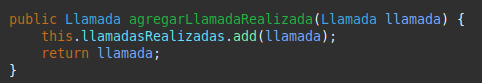 public Llamada agregarLlamadaRealizada(Llamada llamada) {
    this.llamadasRealizadas.add(llamada);
    return llamada;
}